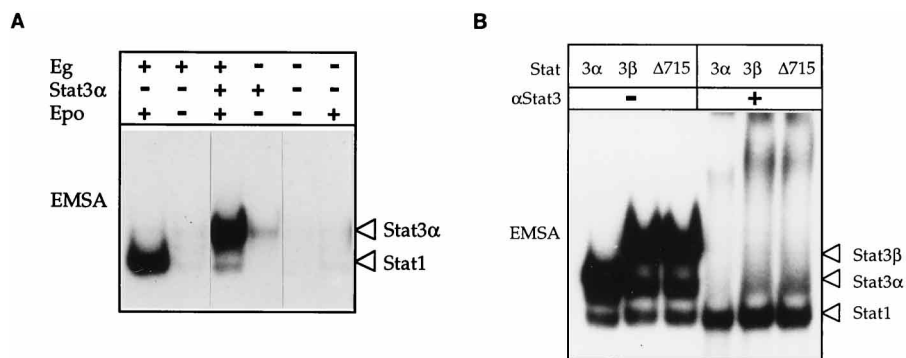 A
Eg + + + - - -
Stat3α - - + + - -
Epo + - + - - +
EMSA
Stat3α
Stat1
B
Stat 3α 3β Δ715 3α 3β Δ715
αStat3 - +
EMSA
Stat3β
Stat3α
Stat1